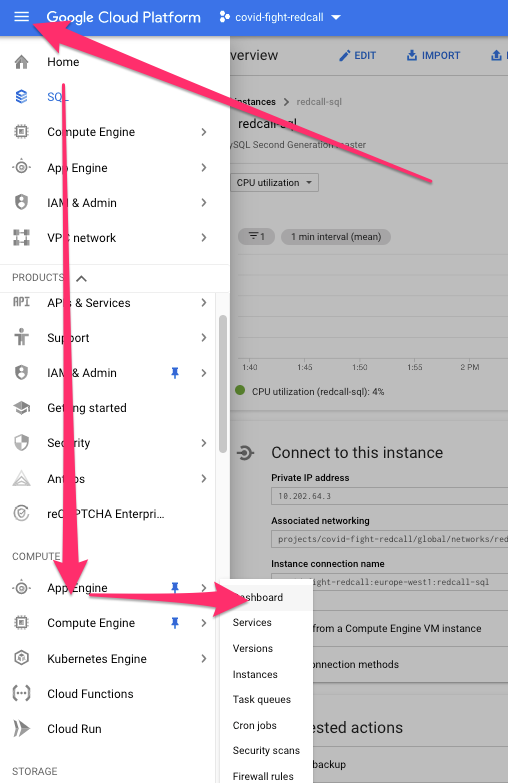 Google Cloud Platform
covid-fight-redcall
Home
SQL
Compute Engine
App Engine
IAM & Admin
VPC network
PRODUCTS
APIs & Services
Support
IAM & Admin
Getting started
Security
Anthos
reCAPTCHA Enterpri...
COMPUTE
App Engine
Compute Engine
Kubernetes Engine
Cloud Functions
Cloud Run
STORAGE
Dashboard
Services
Versions
Instances
Task queues
Cron jobs
Security scans
Firewall rules
verview
EDIT
IMPORT
instances
redcall-sql
redcall-sql
ySQL Second Generation master
CPU utilization
1
1 min interval (mean)
1:40
1:45
1:50
1:55
2 PM
CPU utilization (redcall-sql): 4%
Connect to this instance
Private IP address
10.202.64.3
Associated networking
projects/covid-fight-redcall/global/networks/red
Instance connection name
fight-redcall:europe-west1:redcall-sql
from a Compute Engine VM instance
onnection methods
ested actions
backup